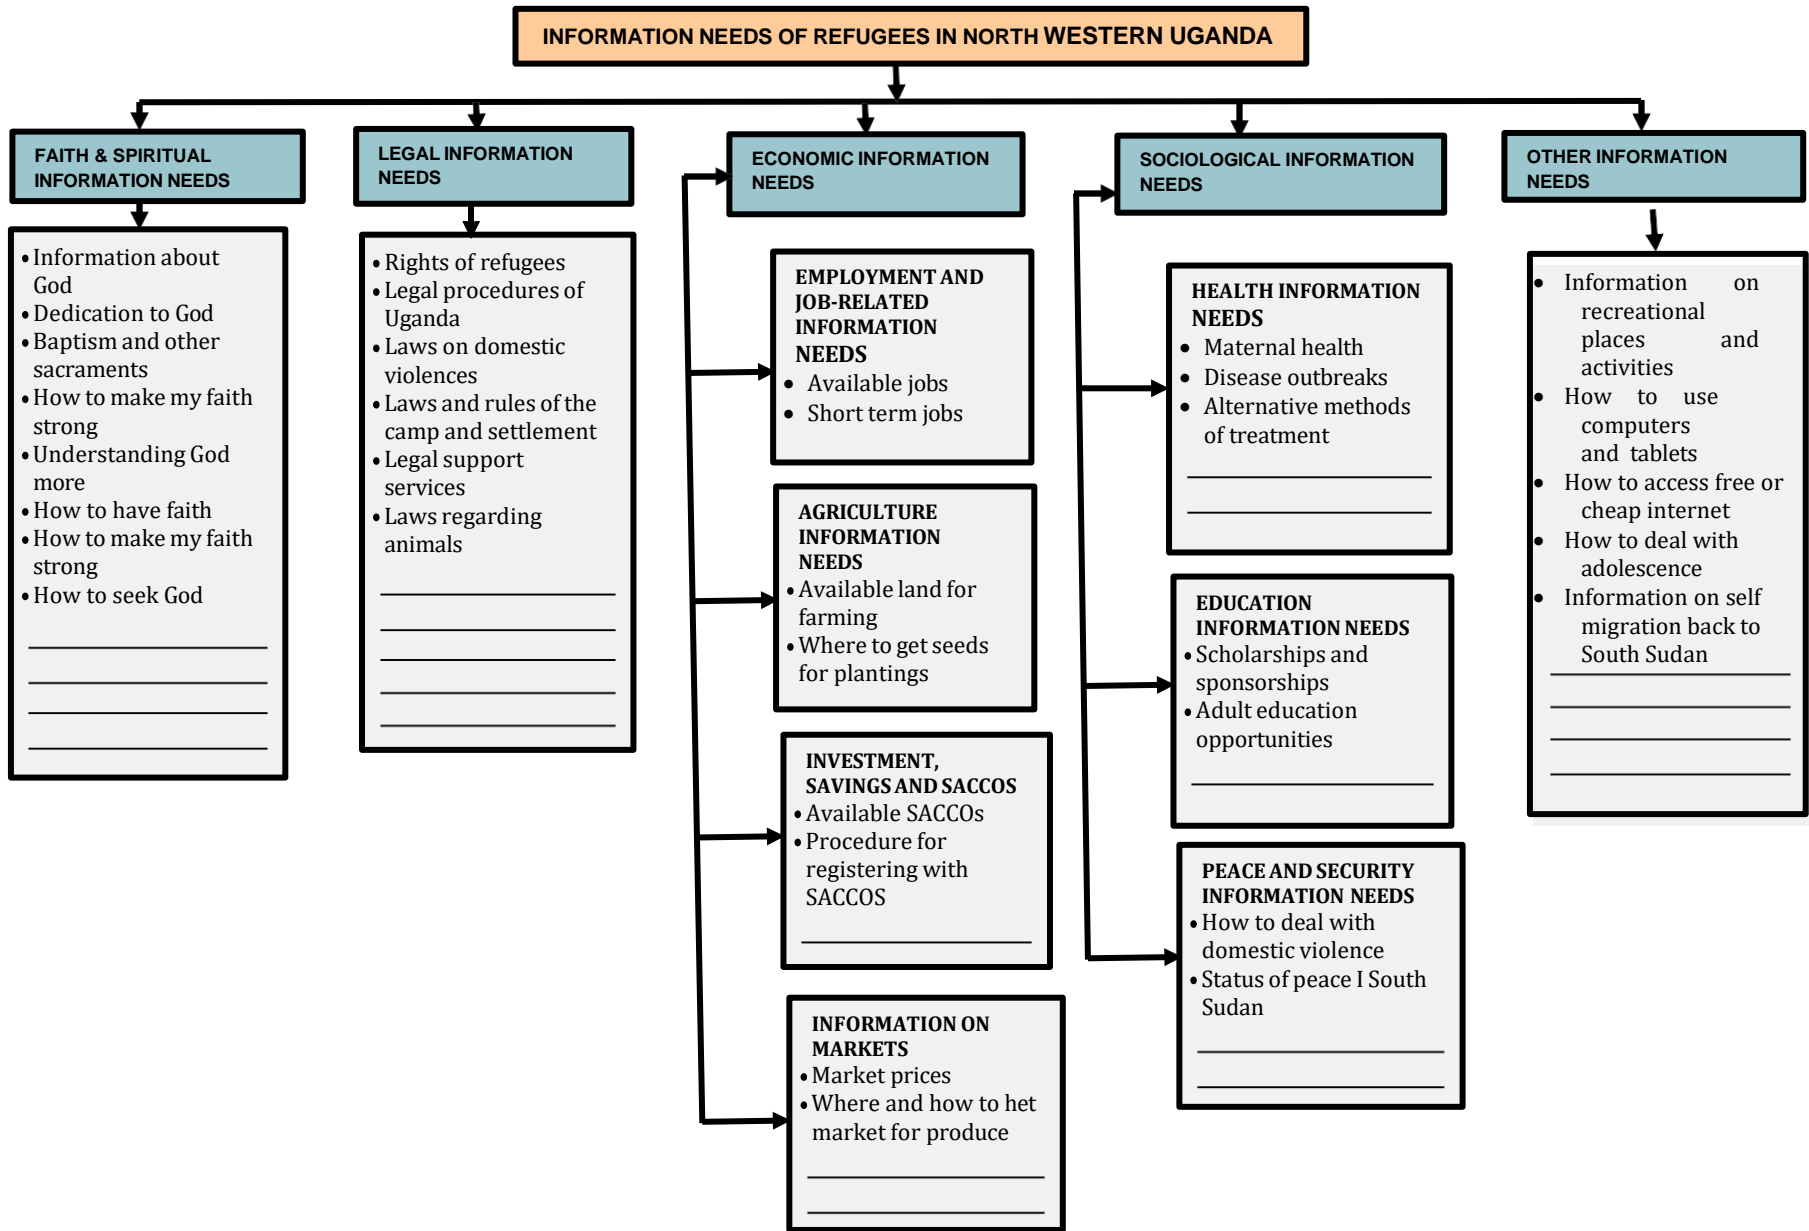 INFORMATION NEEDS OF REFUGEES IN NORTH WESTERN UGANDA
FAITH & SPIRITUAL
INFORMATION NEEDS
• Information about
God
• Dedication to God
• Baptism and other
sacraments
• How to make my faith
strong
• Understanding God
more
• How to have faith
• How to make my faith
strong
• How to seek God
LEGAL INFORMATION
NEEDS
• Rights of refugees
• Legal procedures of
Uganda
• Laws on domestic
violences
• Laws and rules of the
camp and settlement
• Legal support
services
• Laws regarding
animals
ECONOMIC INFORMATION
NEEDS
EMPLOYMENT AND
JOB-RELATED
INFORMATION
NEEDS
• Available jobs
• Short term jobs
AGRICULTURE
INFORMATION
NEEDS
• Available land for
farming
• Where to get seeds
for plantings
INVESTMENT,
SAVINGS AND SACCOS
• Available SACCOs
• Procedure for
registering with
SACCOS
INFORMATION ON
MARKETS
• Market prices
• Where and how to het
market for produce
SOCIOLOGICAL INFORMATION
NEEDS
HEALTH INFORMATION
NEEDS
• Maternal health
• Disease outbreaks
• Alternative methods
of treatment
EDUCATION
INFORMATION NEEDS
• Scholarships and
sponsorships
• Adult education
opportunities
PEACE AND SECURITY
INFORMATION NEEDS
• How to deal with
domestic violence
• Status of peace I South
Sudan
OTHER INFORMATION
NEEDS
• Information on
recreational
places and
activities
• How to use
computers
and tablets
• How to access free or
cheap internet
• How to deal with
adolescence
• Information on self
migration back to
South Sudan